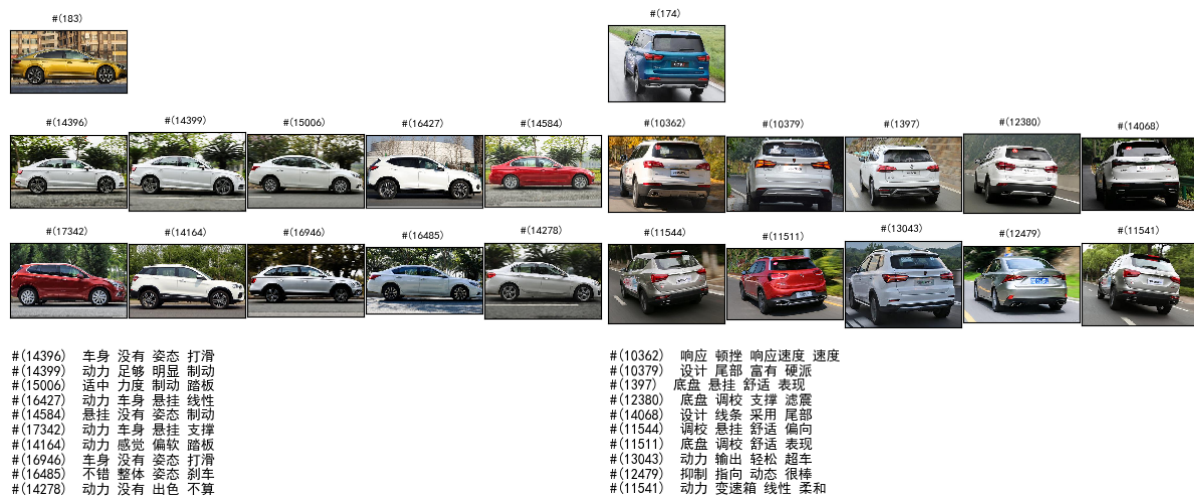 #(183)
#(14396) #(14399) #(15006) #(16427) #(14584)
#(17342) #(14164) #(16946) #(16485) #(14278)
#(14396) 车身 没有 姿态 打滑
#(14399) 动力 足够 明显 制动
#(15006) 适中 力度 制动 踏板
#(16427) 动力 车身 悬挂 线性
#(14584) 悬挂 没有 姿态 制动
#(17342) 动力 车身 悬挂 支撑
#(14164) 动力 感觉 偏软 踏板
#(16946) 车身 没有 姿态 打滑
#(16485) 不错 整体 姿态 刹车
#(14278) 动力 没有 出色 不算
#(174)
#(10362) #(10379) #(1397) #(12380) #(14068)
#(11544) #(11511) #(13043) #(12479) #(11541)
#(10362) 响应 顿挫 响应速度 速度
#(10379) 设计 尾部 富有 硬派
#(1397) 底盘 悬挂 舒适 表现
#(12380) 底盘 调校 支撑 滤震
#(14068) 设计 线条 采用 尾部
#(11544) 调校 悬挂 舒适 偏向
#(11511) 底盘 调校 舒适 表现
#(13043) 动力 输出 轻松 超车
#(12479) 抑制 指向 动态 很棒
#(11541) 动力 变速箱 线性 柔和